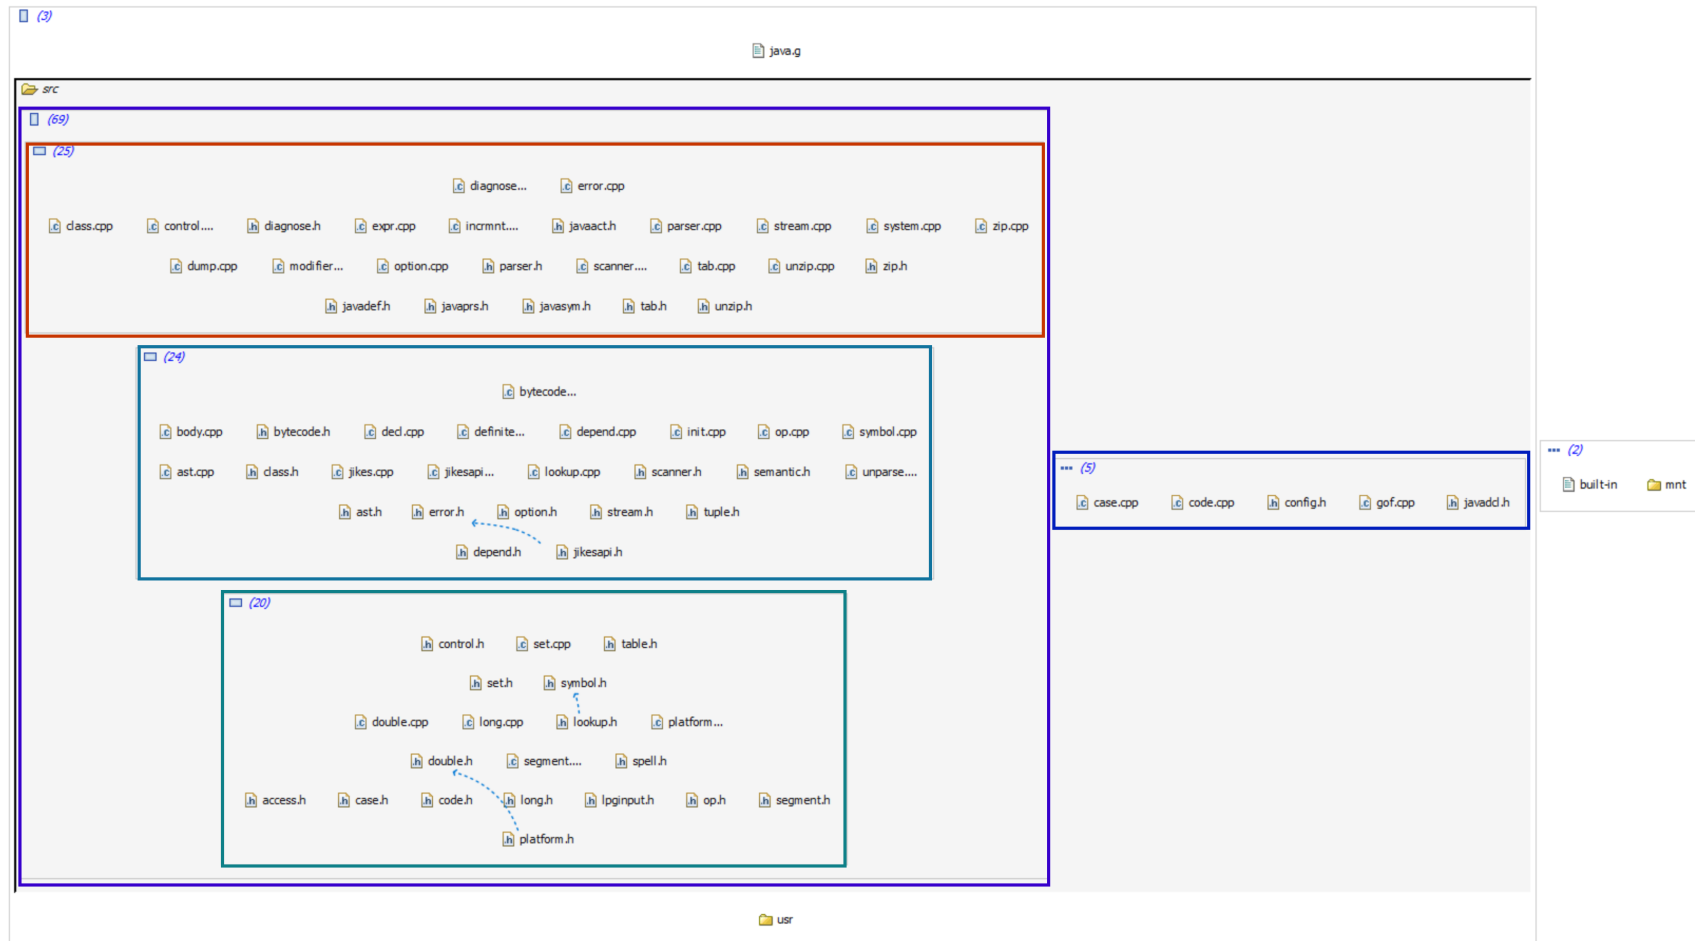 (3)
java.g
src
(69)
(25)
diagnose... error.cpp
class.cpp control.... diagnose.h expr.cpp incrmnt.... javaact.h parser.cpp stream.cpp system.cpp zip.cpp
dump.cpp modifier... option.cpp parser.h scanner.... tab.cpp unzip.cpp zip.h
javadef.h javaprs.h javasym.h tab.h unzip.h
(24)
bytecode...
body.cpp bytecode.h decl.cpp definite... depend.cpp init.cpp op.cpp symbol.cpp
ast.cpp class.h jikes.cpp jikesapi... lookup.cpp scanner.h semantic.h unparse....
ast.h error.h option.h stream.h tuple.h
depend.h jikesapi.h
(20)
control.h set.cpp table.h
set.h symbol.h
double.cpp long.cpp lookup.h platform...
double.h segment.... spell.h
access.h case.h code.h long.h lpginput.h op.h segment.h
platform.h
(5)
case.cpp code.cpp config.h gof.cpp javadcl.h
(2)
built-in mnt
usr